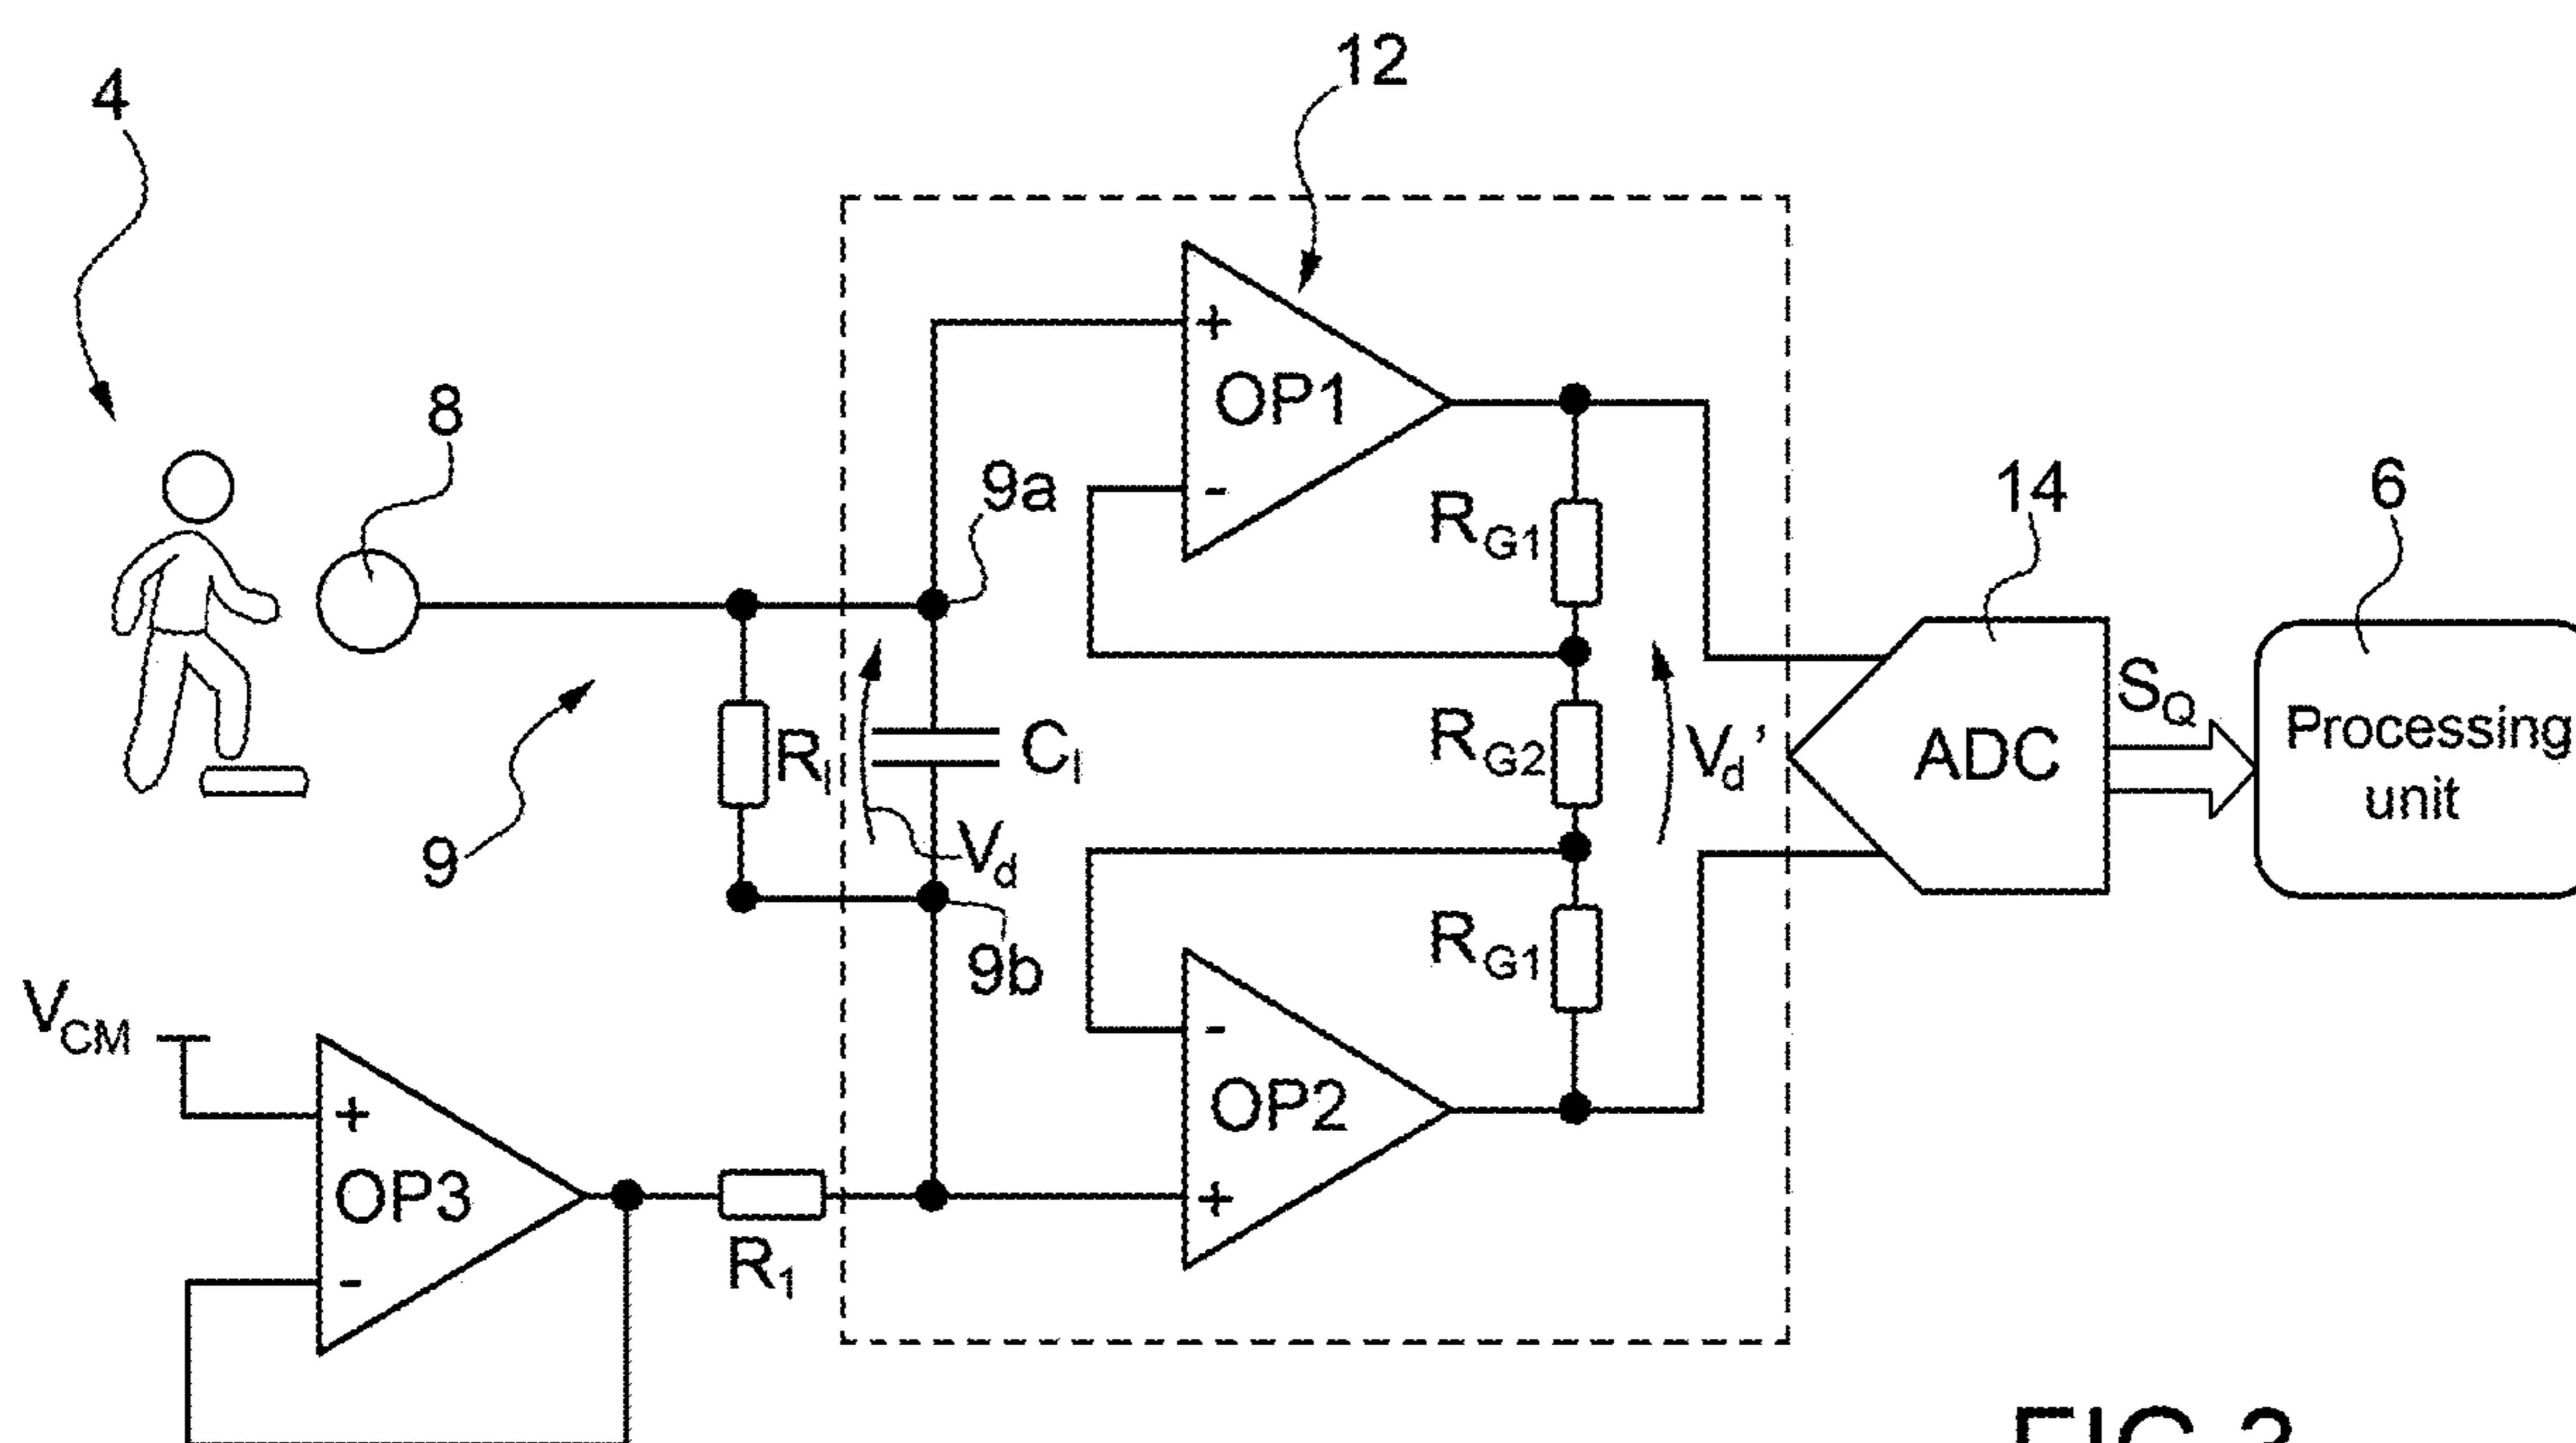 12
4
8
+
OP1
-
9a
RG1
14
6
RI
CI
Vd
RG2
Vd'
ADC
SQ
Processing
unit
9
9b
RG1
VCM
-
OP2
+
+
OP3
-
R1